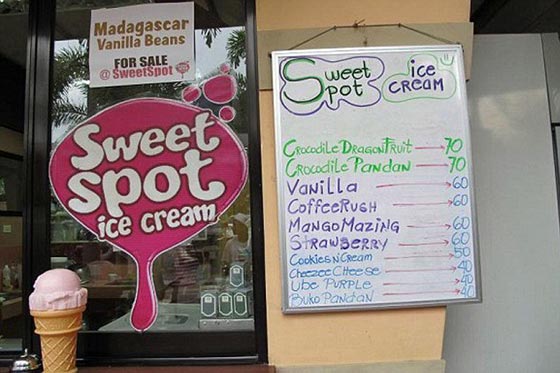 Madagascar
Vanilla Beans
FOR SALE
@ SweetSpot
Sweet
Spot
ice cream
Sweet
Spot
ice
cream
Crocodile DragonFruit 70
Crocodile Pandan 70
Vanilla 60
CoffeeRush 60
MangoMazing 60
Strawberry 60
Cookies N' Cream 50
Cheezee Cheese 40
Ube Purple 40
Buko Pandan 40